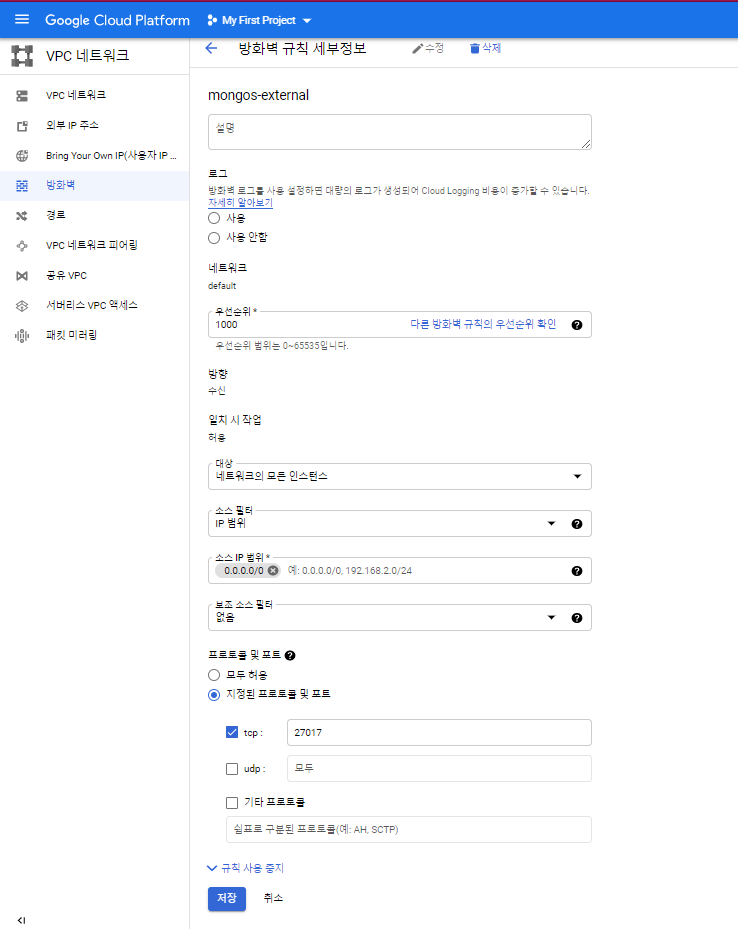 Google Cloud Platform
My First Project
VPC 네트워크
방화벽 규칙 세부정보
수정
삭제
VPC 네트워크
외부 IP 주소
Bring Your Own IP(사용자 IP ...
방화벽
경로
VPC 네트워크 피어링
공유 VPC
서버리스 VPC 액세스
패킷 미러링
mongos-external
설명
로그
방화벽 로그를 사용 설정하면 대량의 로그가 생성되어 Cloud Logging 비용이 증가할 수 있습니다.
자세히 알아보기
사용
사용 안함
네트워크
default
우선순위 *
1000
다른 방화벽 규칙의 우선순위 확인
우선순위 범위는 0~65535입니다.
방향
수신
일치 시 작업
허용
대상
네트워크의 모든 인스턴스
소스 필터
IP 범위
소스 IP 범위 *
0.0.0.0/0
예: 0.0.0.0/0, 192.168.2.0/24
보조 소스 필터
없음
프로토콜 및 포트
모두 허용
지정된 프로토콜 및 포트
tcp :
27017
udp :
모두
기타 프로토콜
쉼표로 구분된 프로토콜(예: AH, SCTP)
규칙 사용 중지
저장
취소